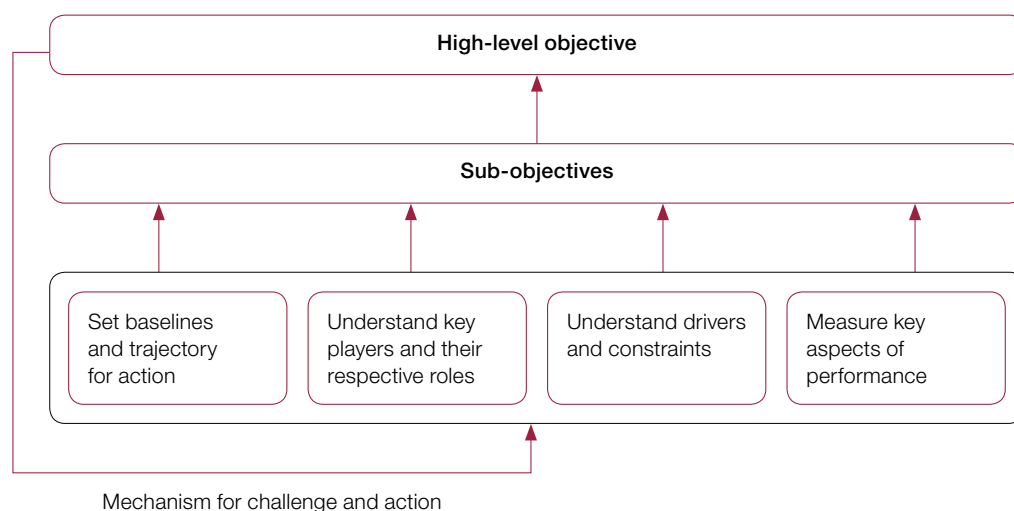 High-level objective
Sub-objectives
Set baselines
and trajectory
for action
Understand key
players and their
respective roles
Understand drivers
and constraints
Measure key
aspects of
performance
Mechanism for challenge and action